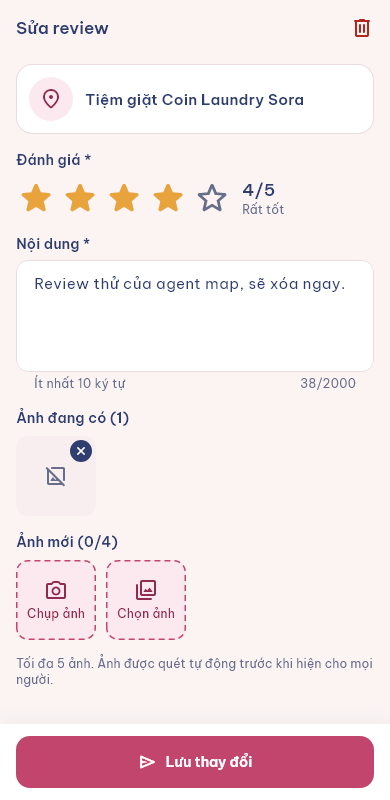 Sửa review
Tiệm giặt Coin Laundry Sora
Đánh giá *
4/5
Rất tốt
Nội dung *
Review thử của agent map, sẽ xóa ngay.
Ít nhất 10 ký tự
38/2000
Ảnh đang có (1)
Ảnh mới (0/4)
Chụp ảnh
Chọn ảnh
Tối đa 5 ảnh. Ảnh được quét tự động trước khi hiện cho mọi
người.
Lưu thay đổi